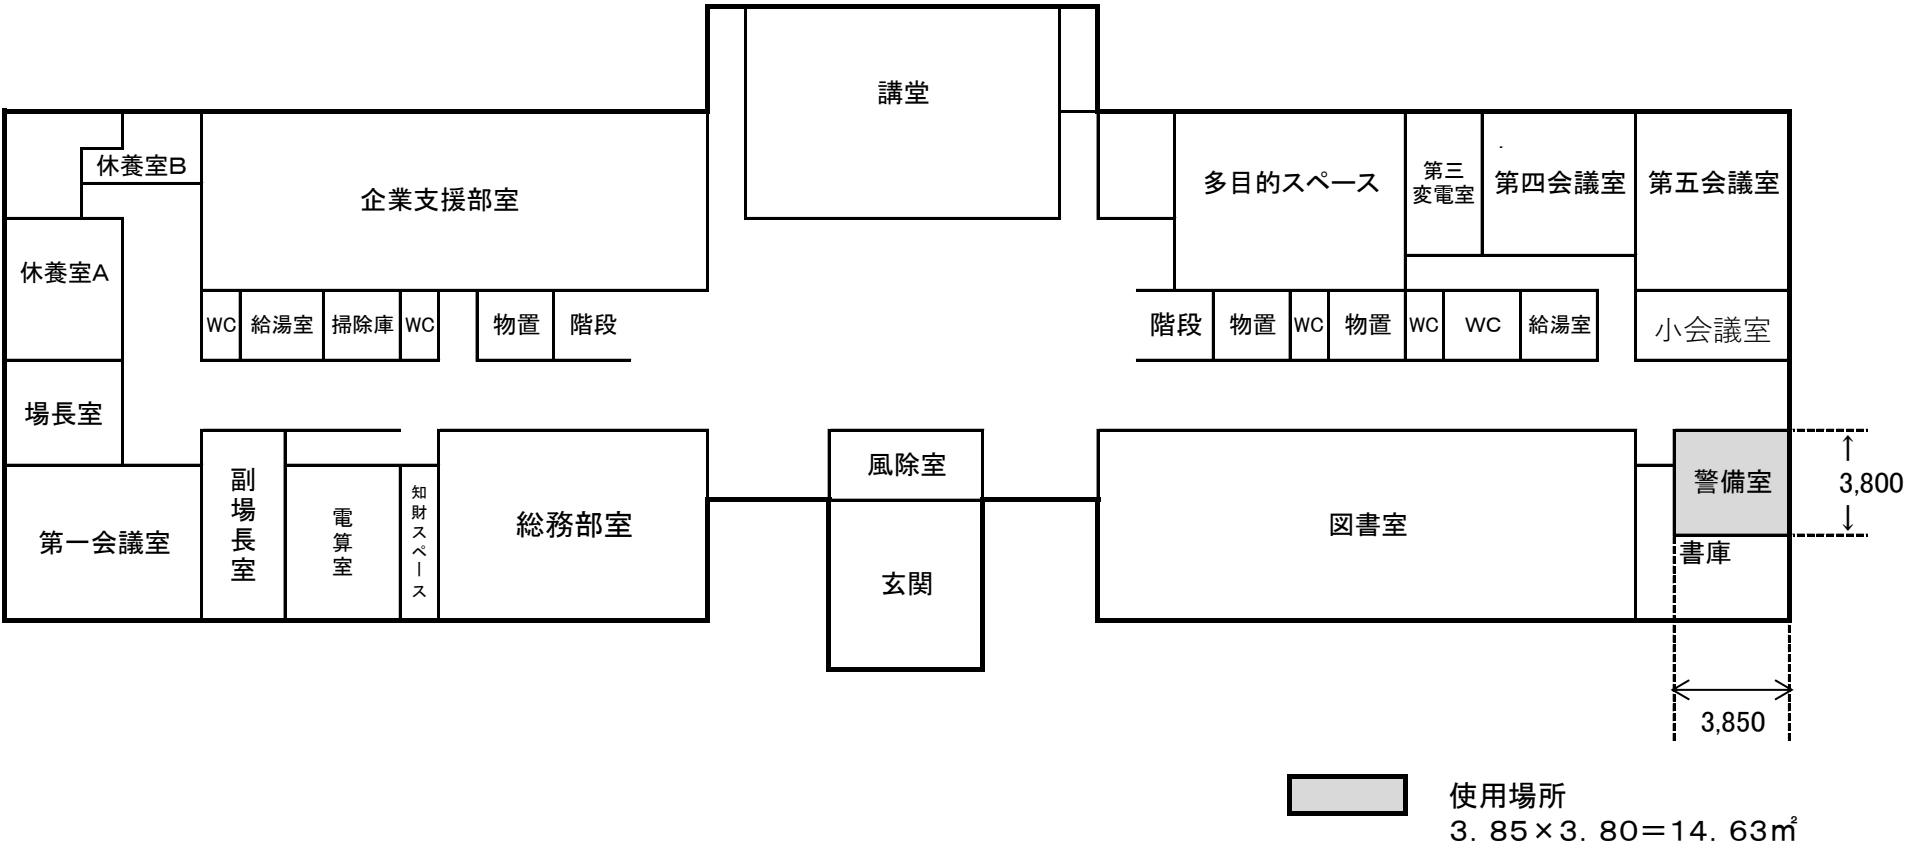 講堂
休養室B
企業支援部室
多目的スペース
第三
変電室
第四会議室
第五会議室
休養室A
WC
給湯室
掃除庫
WC
物置
階段
階段
物置
WC
物置
WC
WC
給湯室
小会議室
場長室
第一会議室
副場長室
電算室
知財スペース
総務部室
風除室
玄関
図書室
警備室
書庫
↑
3,800
↓
3,850
使用場所
3．85×3．80＝14．63㎡